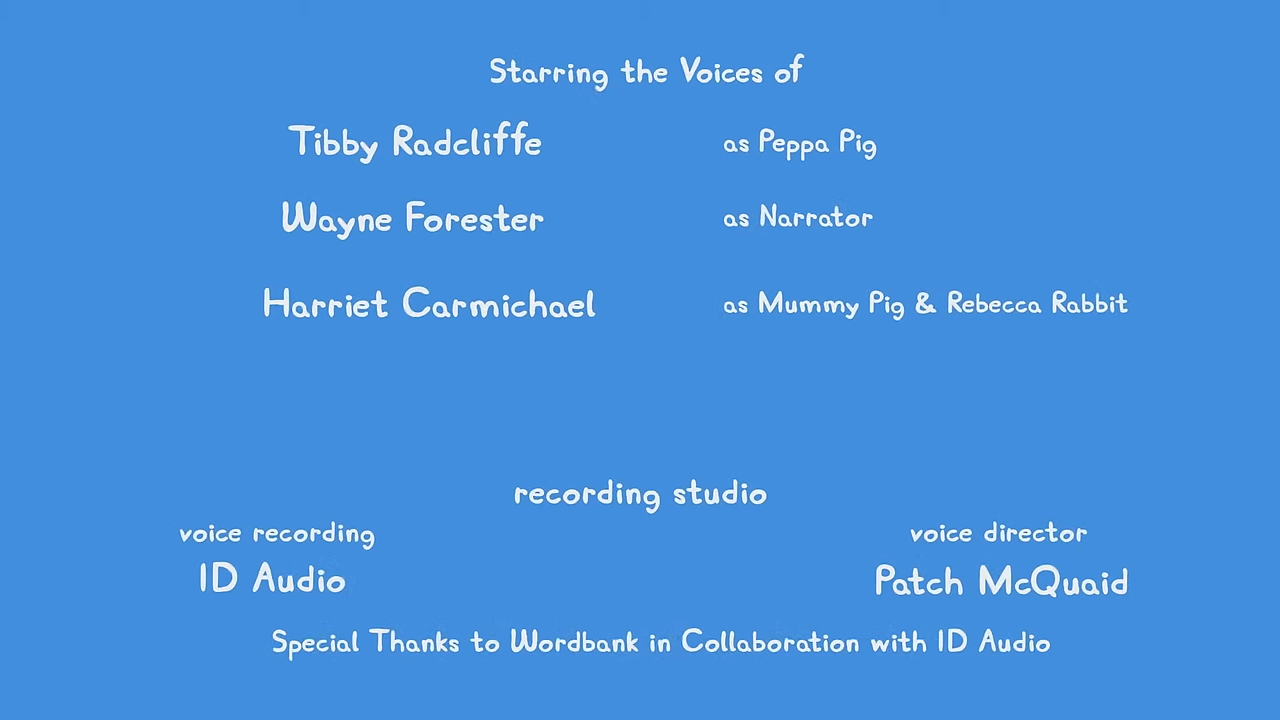 Starring the Voices of
Tibby Radcliffe as Peppa Pig
Wayne Forester as Narrator
Harriet Carmichael as Mummy Pig & Rebecca Rabbit
recording studio
voice recording voice director
ID Audio Patch McQuaid
Special Thanks to Wordbank in Collaboration with ID Audio